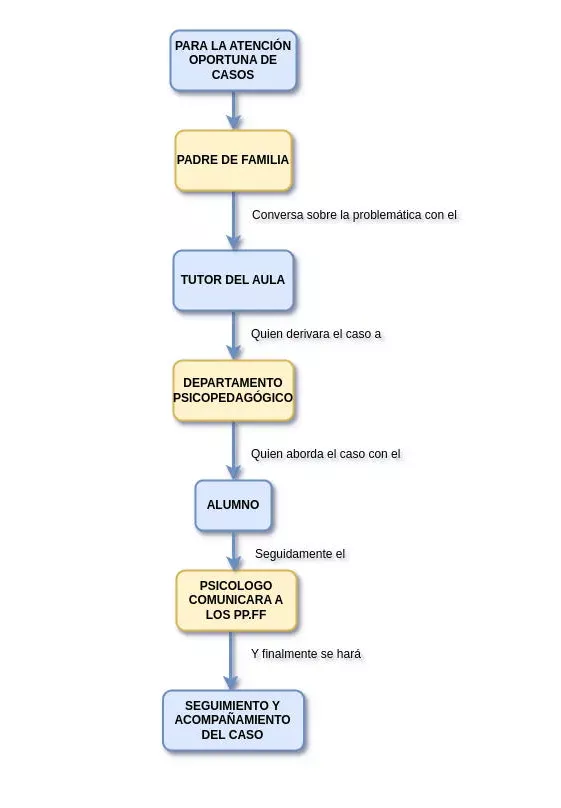 PARA LA ATENCIÓN
OPORTUNA DE
CASOS
PADRE DE FAMILIA
Conversa sobre la problemática con el
TUTOR DEL AULA
Quien derivara el caso a
DEPARTAMENTO
PSICOPEDAGÓGICO
Quien aborda el caso con el
ALUMNO
Seguidamente el
PSICOLOGO
COMUNICARA A
LOS PP.FF
Y finalmente se hará
SEGUIMIENTO Y
ACOMPAÑAMIENTO
DEL CASO